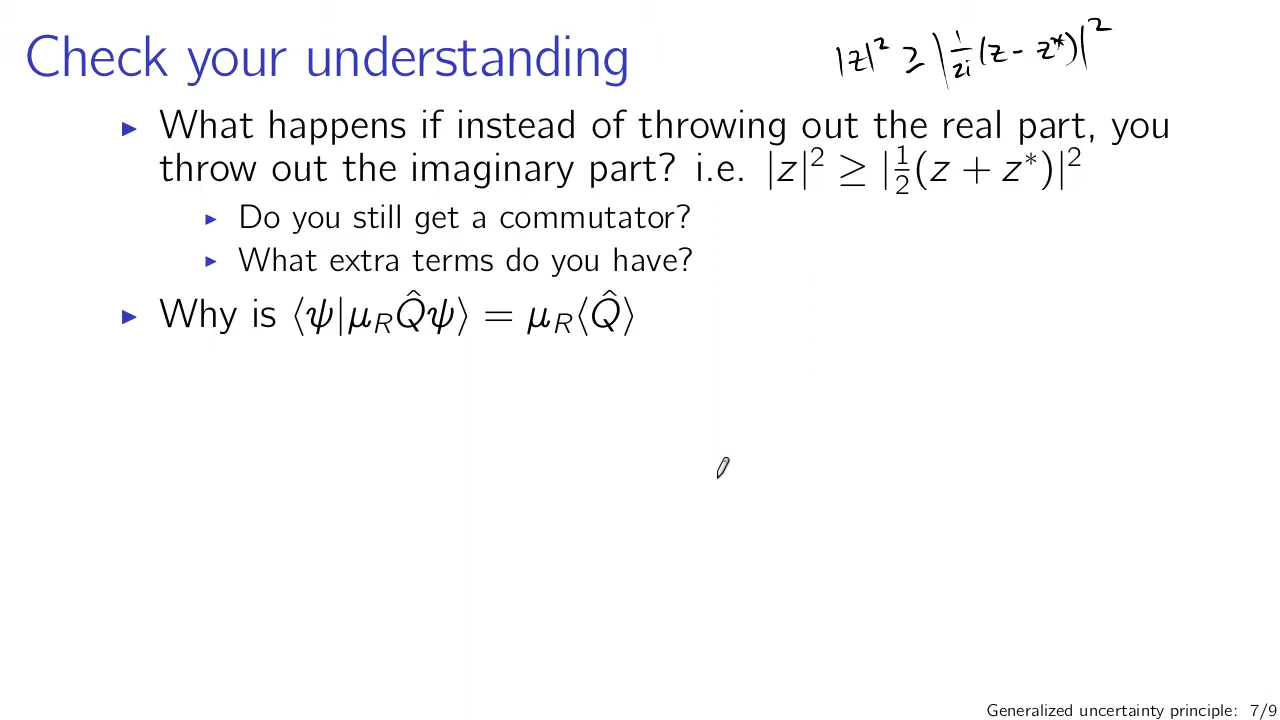 Check your understanding
|z|² ≥ |1/2i (z - z*)|²
▶ What happens if instead of throwing out the real part, you
throw out the imaginary part? i.e. |z|² ≥ |½(z + z*)|²
▶ Do you still get a commutator?
▶ What extra terms do you have?
▶ Why is ⟨ψ|μ_R Q̂ψ⟩ = μ_R⟨Q̂⟩
Generalized uncertainty principle: 7/9